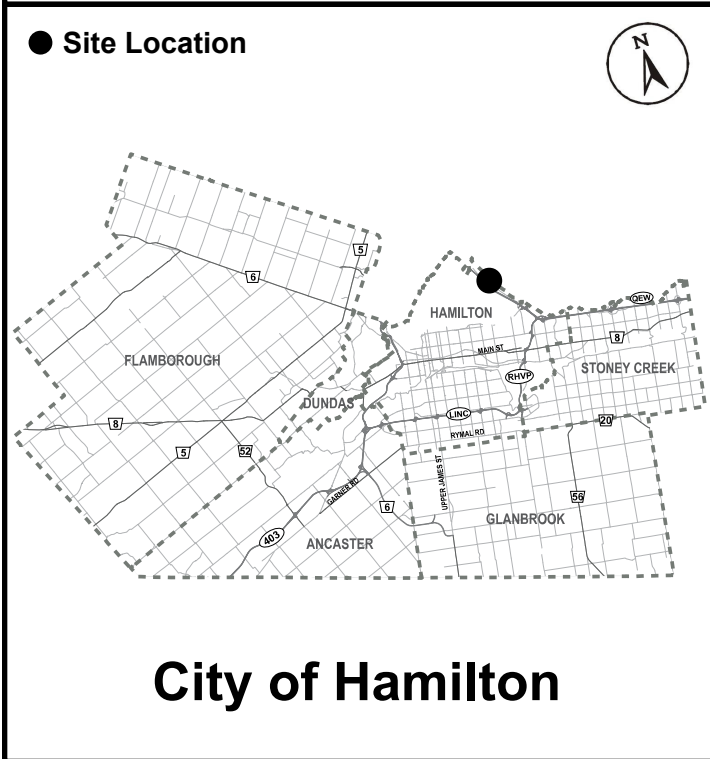 Site Location
N
5
6
HAMILTON
QEW
MAIN ST
8
FLAMBOROUGH
STONEY CREEK
RHVP
DUNDAS
LINC
20
8
RYMAL RD
5
52
UPPER JAMES ST
GARNER RD
56
6
GLANBROOK
403
ANCASTER
City of Hamilton